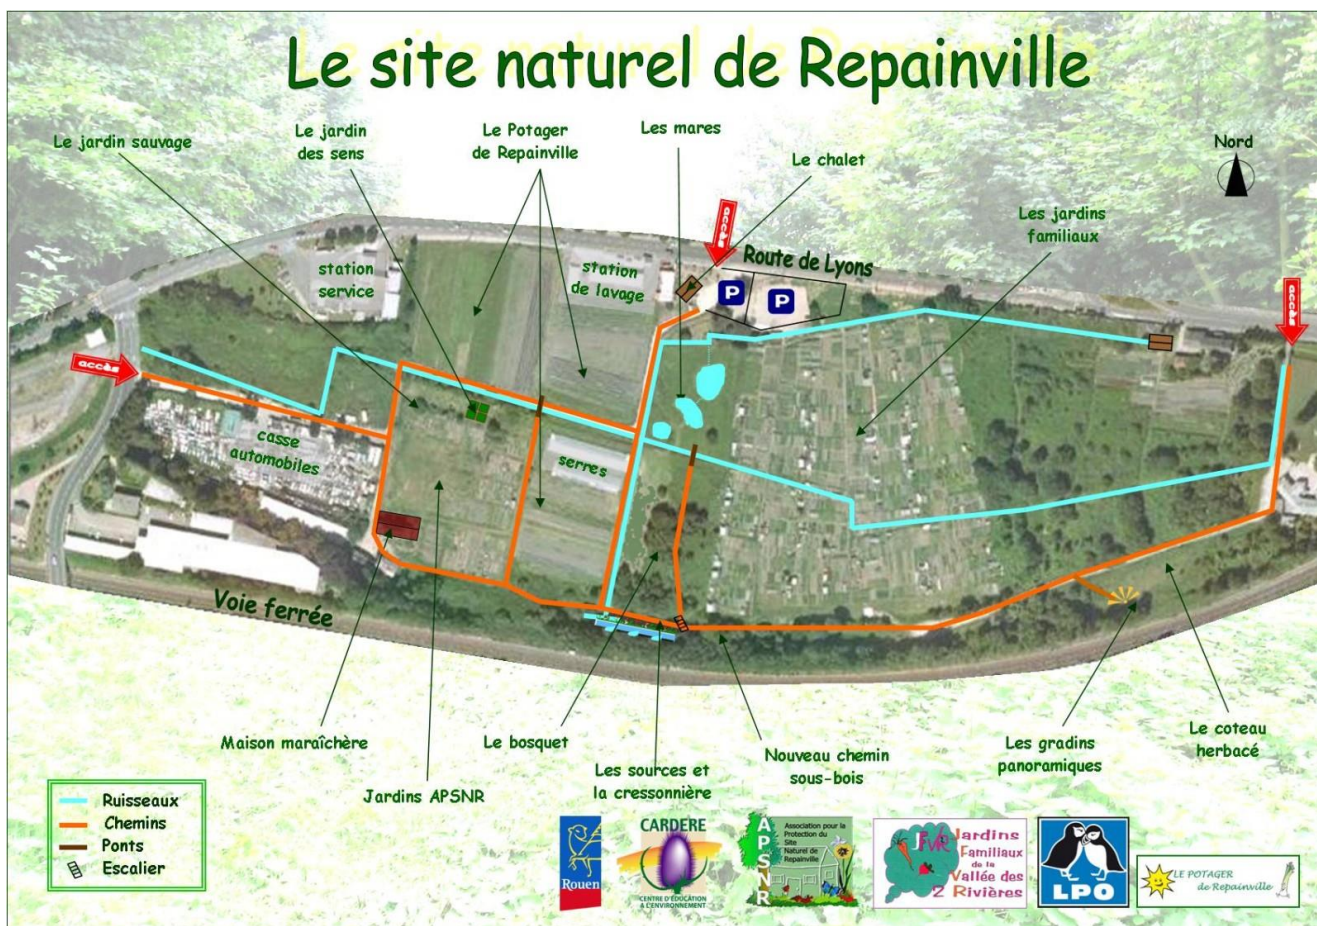 Le site naturel de Repainville
Le jardin sauvage
Le jardin
des sens
Le Potager
de Repainville
Les mares
Le chalet
Nord
Les jardins
familiaux
accès
accès
accès
Route de Lyons
station
service
station
de lavage
P
P
casse
automobiles
serres
Voie ferrée
Maison maraîchère
Jardins APSNR
Le bosquet
Les sources et
la cressonnière
Nouveau chemin
sous-bois
Les gradins
panoramiques
Le coteau
herbacé
Ruisseaux
Chemins
Ponts
Escalier
Rouen
CARDERE
CENTRE D'EDUCATION
A L'ENVIRONNEMENT
APSNR
Association pour la
Protection du
Site
Naturel de
Repainville
JFVR
Jardins
Familiaux
de la
Vallée des
2 Rivières
LPO
LE POTAGER
de Repainville